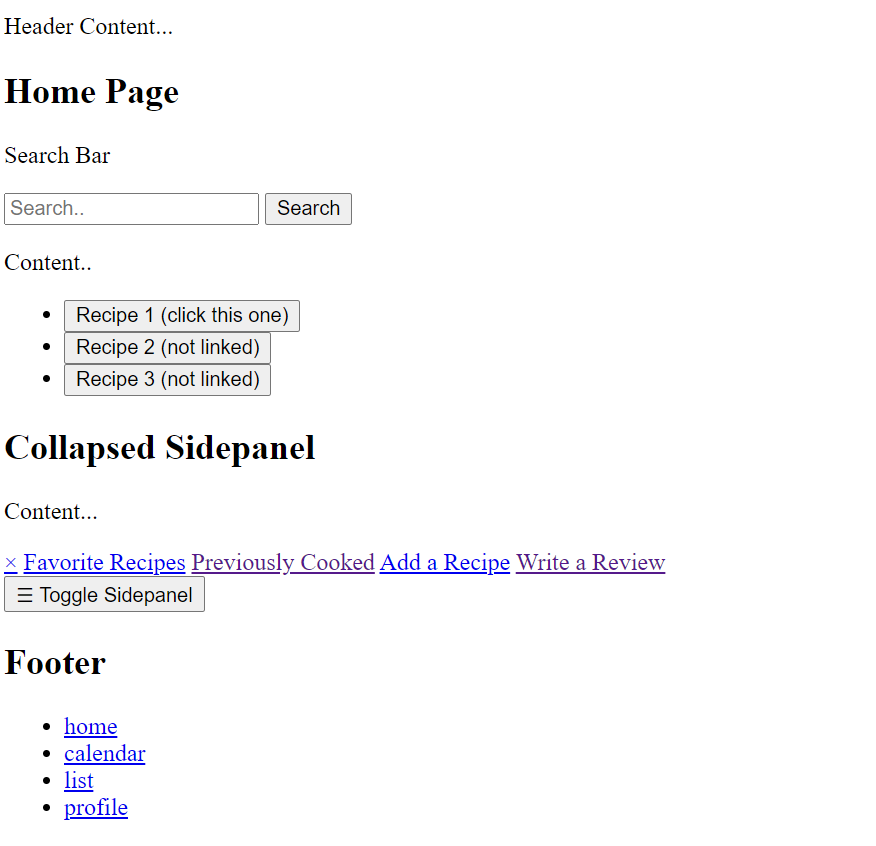 Header Content...
Home Page
Search Bar
Search.. Search
Content..
Recipe 1 (click this one)
Recipe 2 (not linked)
Recipe 3 (not linked)
Collapsed Sidepanel
Content...
× Favorite Recipes Previously Cooked Add a Recipe Write a Review
☰ Toggle Sidepanel
Footer
home
calendar
list
profile